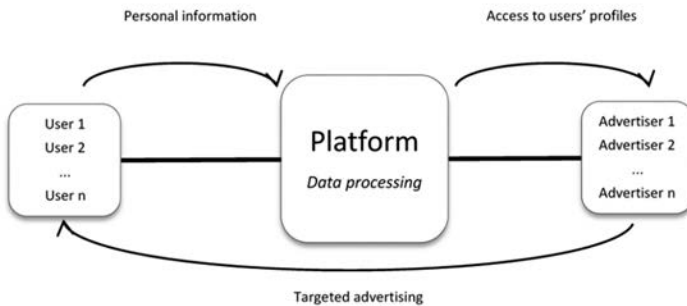 Personal information
Access to users’ profiles
User 1
User 2
...
User n
Platform
Data processing
Advertiser 1
Advertiser 2
...
Advertiser n
Targeted advertising